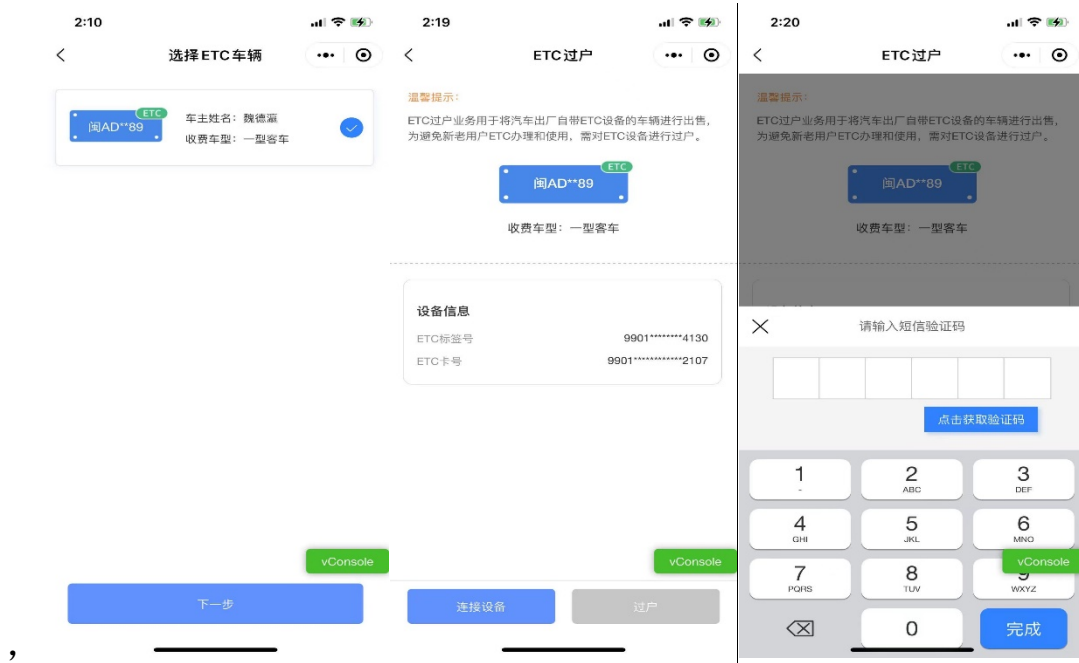 2:10
选择ETC车辆
ETC
闽AD**89
车主姓名：魏德瀛
收费车型：一型客车
vConsole
下一步
，
2:19
ETC过户
温馨提示：
ETC过户业务用于将汽车出厂自带ETC设备的车辆进行出售，
为避免新老用户ETC办理和使用，需对ETC设备进行过户。
ETC
闽AD**89
收费车型：一型客车
设备信息
ETC标签号
9901********4130
ETC卡号
9901************2107
vConsole
连接设备
过户
2:20
ETC过户
温馨提示：
ETC过户业务用于将汽车出厂自带ETC设备的车辆进行出售，
为避免新老用户ETC办理和使用，需对ETC设备进行过户。
ETC
闽AD**89
收费车型：一型客车
请输入短信验证码
点击获取验证码
1
2
ABC
3
DEF
4
GHI
5
JKL
6
MNO
vConsole
7
PQRS
8
TUV
9
WXYZ
0
完成